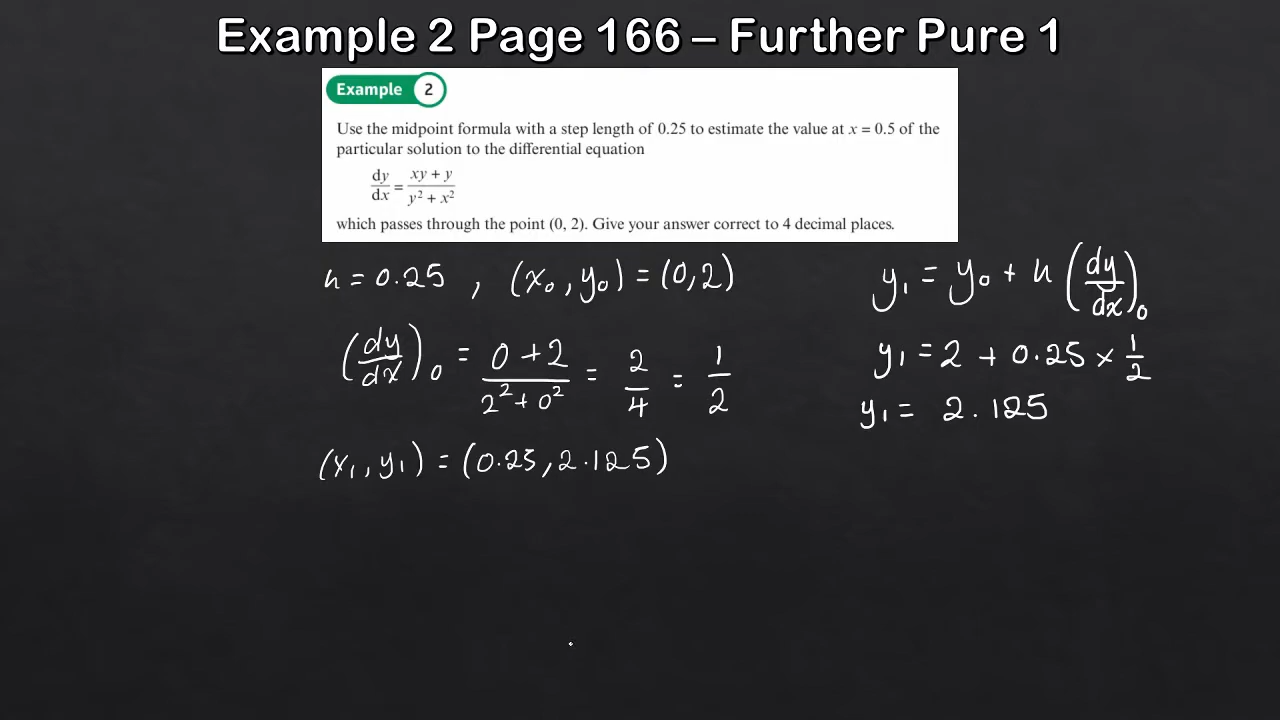 Example 2 Page 166 – Further Pure 1
Example 2
Use the midpoint formula with a step length of 0.25 to estimate the value at x = 0.5 of the
particular solution to the differential equation
dy/dx = (xy + y)/(y² + x²)
which passes through the point (0, 2). Give your answer correct to 4 decimal places.
h = 0.25 , (x₀, y₀) = (0, 2)
(dy/dx)₀ = (0 + 2)/(2² + 0²) = 2/4 = 1/2
(x₁, y₁) = (0.25, 2.125)
y₁ = y₀ + h (dy/dx)₀
y₁ = 2 + 0.25 × 1/2
y₁ = 2.125